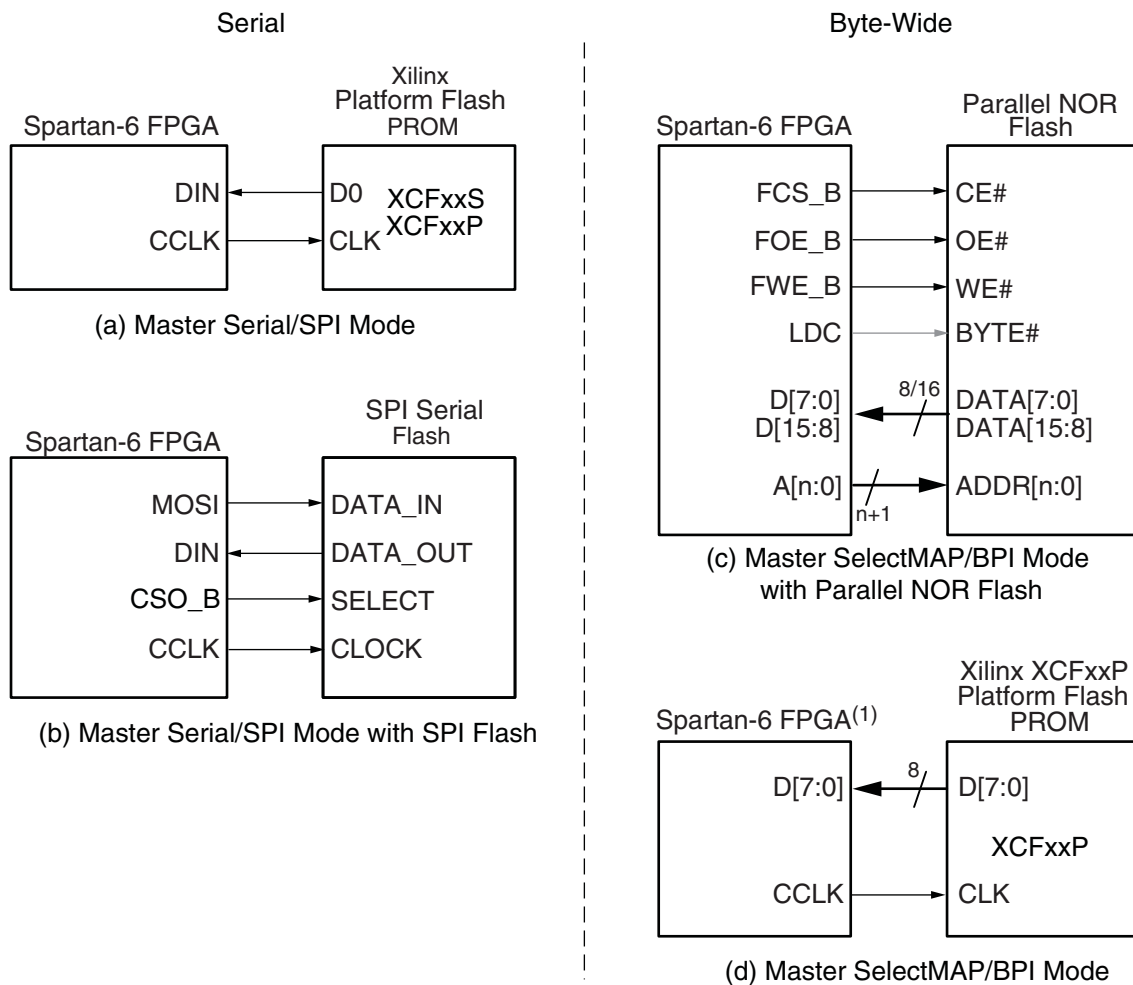 Serial
Xilinx
Platform Flash
PROM
Spartan-6 FPGA
DIN
D0
XCFxxS
XCFxxP
CCLK
CLK
(a) Master Serial/SPI Mode
SPI Serial
Flash
Spartan-6 FPGA
MOSI
DATA_IN
DIN
DATA_OUT
CSO_B
SELECT
CCLK
CLOCK
(b) Master Serial/SPI Mode with SPI Flash
Byte-Wide
Parallel NOR
Flash
Spartan-6 FPGA
FCS_B
CE#
FOE_B
OE#
FWE_B
WE#
LDC
BYTE#
8/16
D[7:0]
DATA[7:0]
D[15:8]
DATA[15:8]
A[n:0]
ADDR[n:0]
n+1
(c) Master SelectMAP/BPI Mode
with Parallel NOR Flash
Xilinx XCFxxP
Platform Flash
PROM
Spartan-6 FPGA(1)
8
D[7:0]
D[7:0]
XCFxxP
CCLK
CLK
(d) Master SelectMAP/BPI Mode